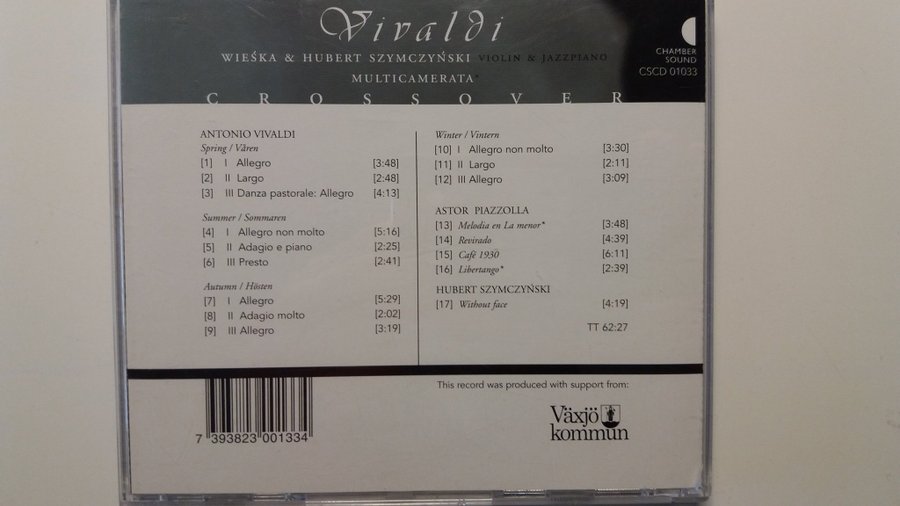 Vivaldi
WIEŚKA & HUBERT SZYMCZYŃSKI VIOLIN & JAZZPIANO
MULTICAMERATA*
CROSSOVER
CHAMBER
SOUND
CSCD 01033
ANTONIO VIVALDI
Spring / Våren
[1] I Allegro [3:48]
[2] II Largo [2:48]
[3] III Danza pastorale: Allegro [4:13]
Summer / Sommaren
[4] I Allegro non molto [5:16]
[5] II Adagio e piano [2:25]
[6] III Presto [2:41]
Autumn / Hösten
[7] I Allegro [5:29]
[8] II Adagio molto [2:02]
[9] III Allegro [3:19]
Winter / Vintern
[10] I Allegro non molto [3:30]
[11] II Largo [2:11]
[12] III Allegro [3:09]
ASTOR PIAZZOLLA
[13] Melodia en La menor* [3:48]
[14] Revirado [4:39]
[15] Cafè 1930 [6:11]
[16] Libertango* [2:39]
HUBERT SZYMCZYŃSKI
[17] Without face [4:19]
TT 62:27
7 393823 001334
This record was produced with support from:
Växjö
kommun